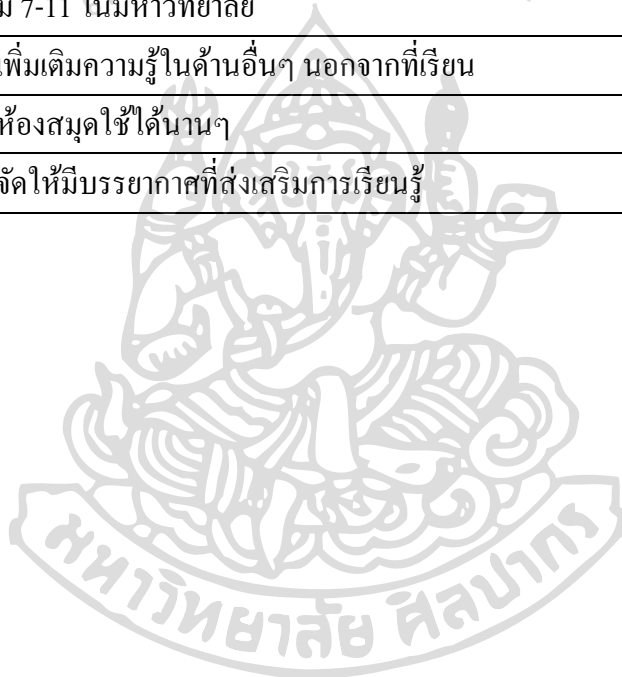 มี 7-11 ในมหาวิทยาลัย
เพิ่มเติมความรู้ในด้านอื่นๆ นอกจากที่เรียน
ห้องสมุดใช้ได้นานๆ
จัดให้มีบรรยากาศที่ส่งเสริมการเรียนรู้
มหาวิทยาลัย ศิลปากร